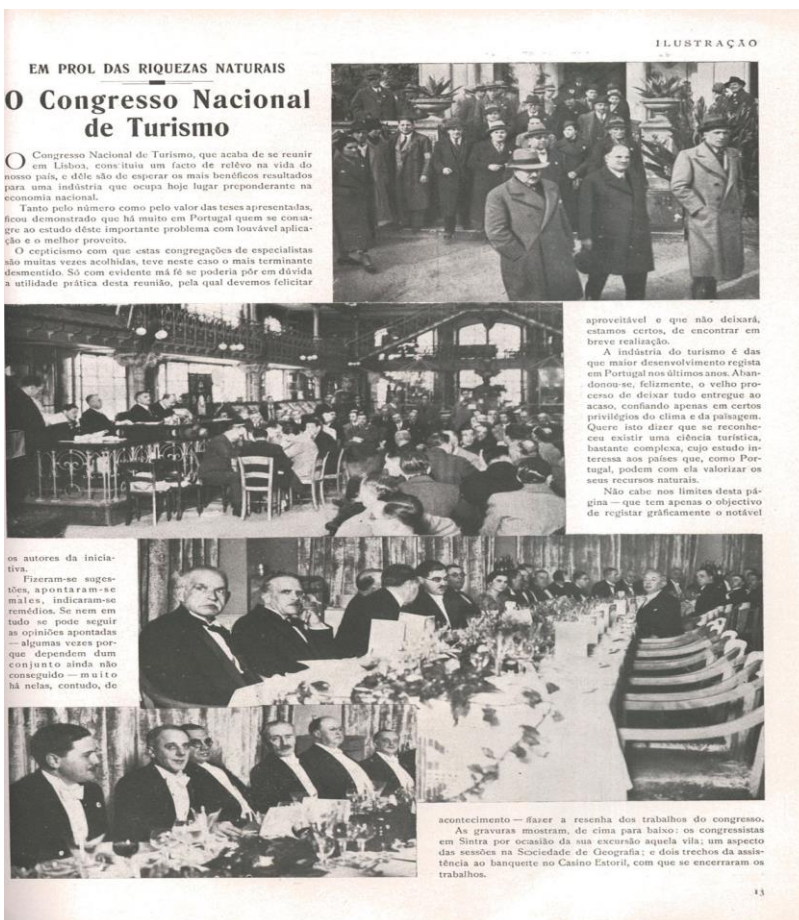 ILUSTRAÇÃO
EM PROL DAS RIQUEZAS NATURAIS
O Congresso Nacional
de Turismo
O Congresso Nacional de Turismo, que acaba de se reunir
em Lisboa, constituiu um facto de relêvo na vida do
nosso país, e dêle são de esperar os mais benéficos resultados
para uma indústria que ocupa hoje lugar preponderante na
economia nacional.
Tanto pelo número como pelo valor das teses apresentadas,
ficou demonstrado que há muito em Portugal quem se consa-
gre ao estudo dêste importante problema com louvável aplica-
ção e o melhor proveito.
O cepticismo com que estas congregações de especialistas
são muitas vezes acolhidas, teve neste caso o mais terminante
desmentido. Só com evidente má fé se poderia pôr em dúvida
a utilidade prática desta reunião, pela qual devemos felicitar
os autores da inicia-
tiva.
Fizeram-se suges-
tões, apontaram-se
males, indicaram-se
remédios. Se nem em
tudo se pode seguir
as opiniões apontadas
— algumas vezes por-
que dependem dum
conjunto ainda não
conseguido — muito
há nelas, contudo, de
aproveitável e que não deixará,
estamos certos, de encontrar em
breve realização.
A indústria do turismo é das
que maior desenvolvimento regista
em Portugal nos últimos anos. Aban-
donou-se, felizmente, o velho pro-
cesso de deixar tudo entregue ao
acaso, confiando apenas em certos
privilégios do clima e da paisagem.
Quere isto dizer que se reconhe-
ceu existir uma ciência turística,
bastante complexa, cujo estudo in-
teressa aos países que, como Por-
tugal, podem com ela valorizar os
seus recursos naturais.
Não cabe nos limites desta pá-
gina — que tem apenas o objectivo
de registar gràficamente o notável
acontecimento — fazer a resenha dos trabalhos do congresso.
As gravuras mostram, de cima para baixo: os congressistas
em Sintra por ocasião da sua excursão aquela vila; um aspecto
das sessões na Sociedade de Geografia; e dois trechos da assis-
tência ao banquete no Casino Estoril, com que se encerraram os
trabalhos.
13